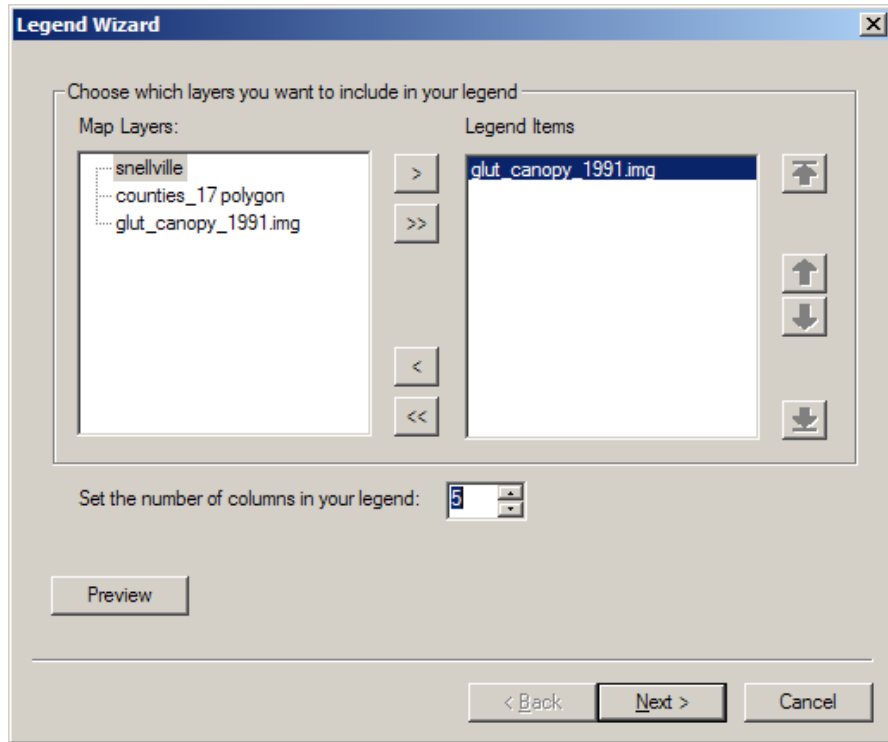 Legend Wizard
Choose which layers you want to include in your legend
Map Layers:
Legend Items
snellville
counties_17 polygon
glut_canopy_1991.img
>
>>
<
<<
glut_canopy_1991.img
Set the number of columns in your legend:
5
Preview
< Back
Next >
Cancel